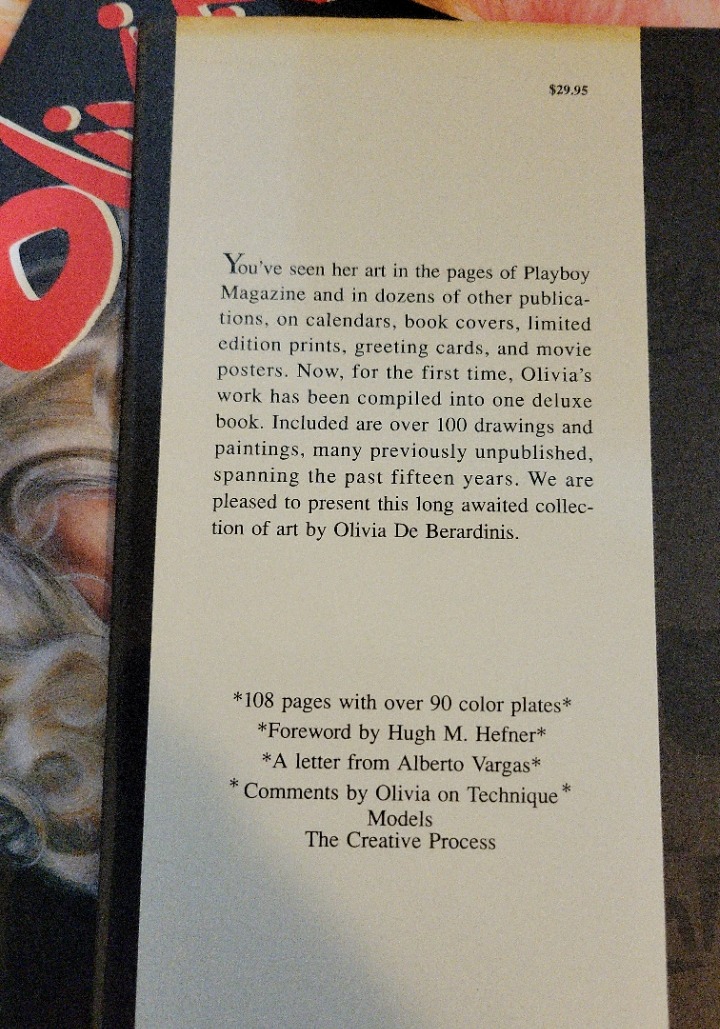 $29.95
You've seen her art in the pages of Playboy
Magazine and in dozens of other publica-
tions, on calendars, book covers, limited
edition prints, greeting cards, and movie
posters. Now, for the first time, Olivia's
work has been compiled into one deluxe
book. Included are over 100 drawings and
paintings, many previously unpublished,
spanning the past fifteen years. We are
pleased to present this long awaited collec-
tion of art by Olivia De Berardinis.
*108 pages with over 90 color plates*
*Foreword by Hugh M. Hefner*
*A letter from Alberto Vargas*
*Comments by Olivia on Technique*
Models
The Creative Process